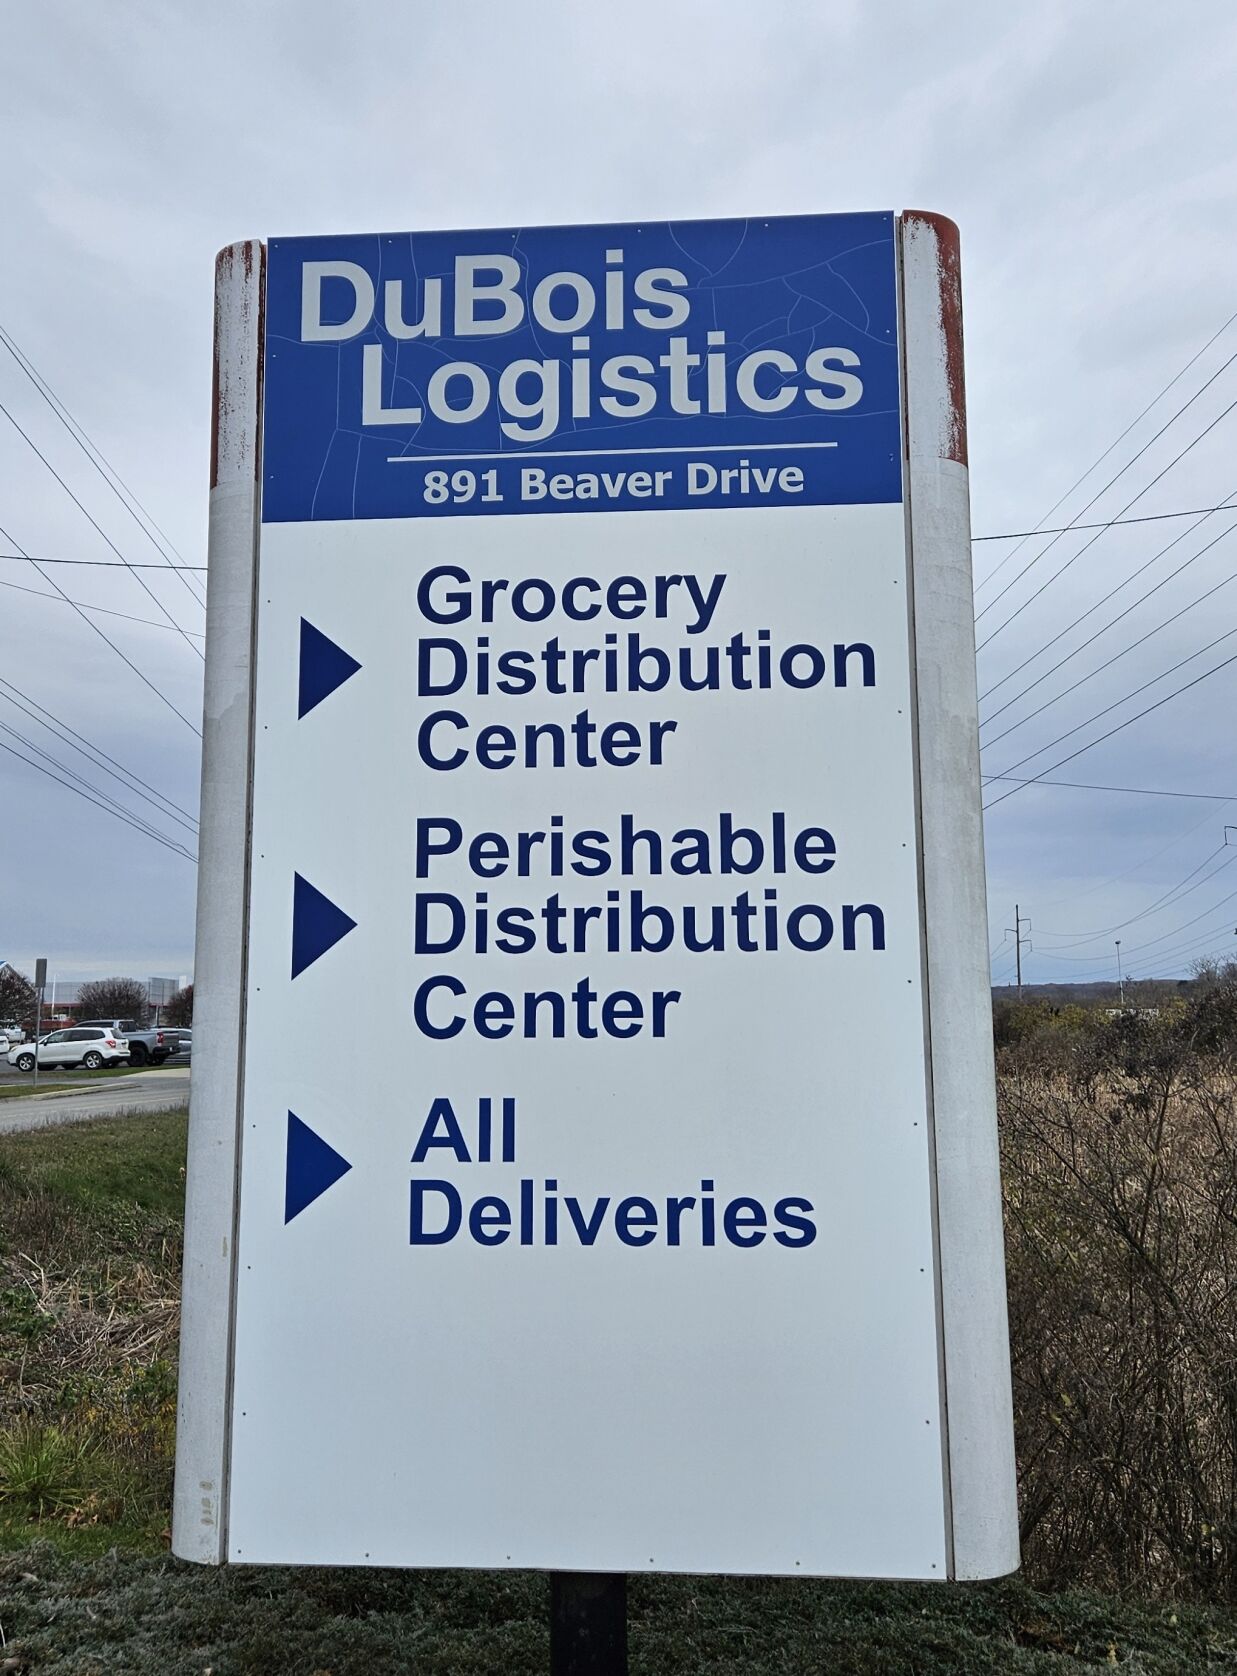 DuBois
Logistics
891 Beaver Drive
Grocery
Distribution
Center
Perishable
Distribution
Center
All
Deliveries